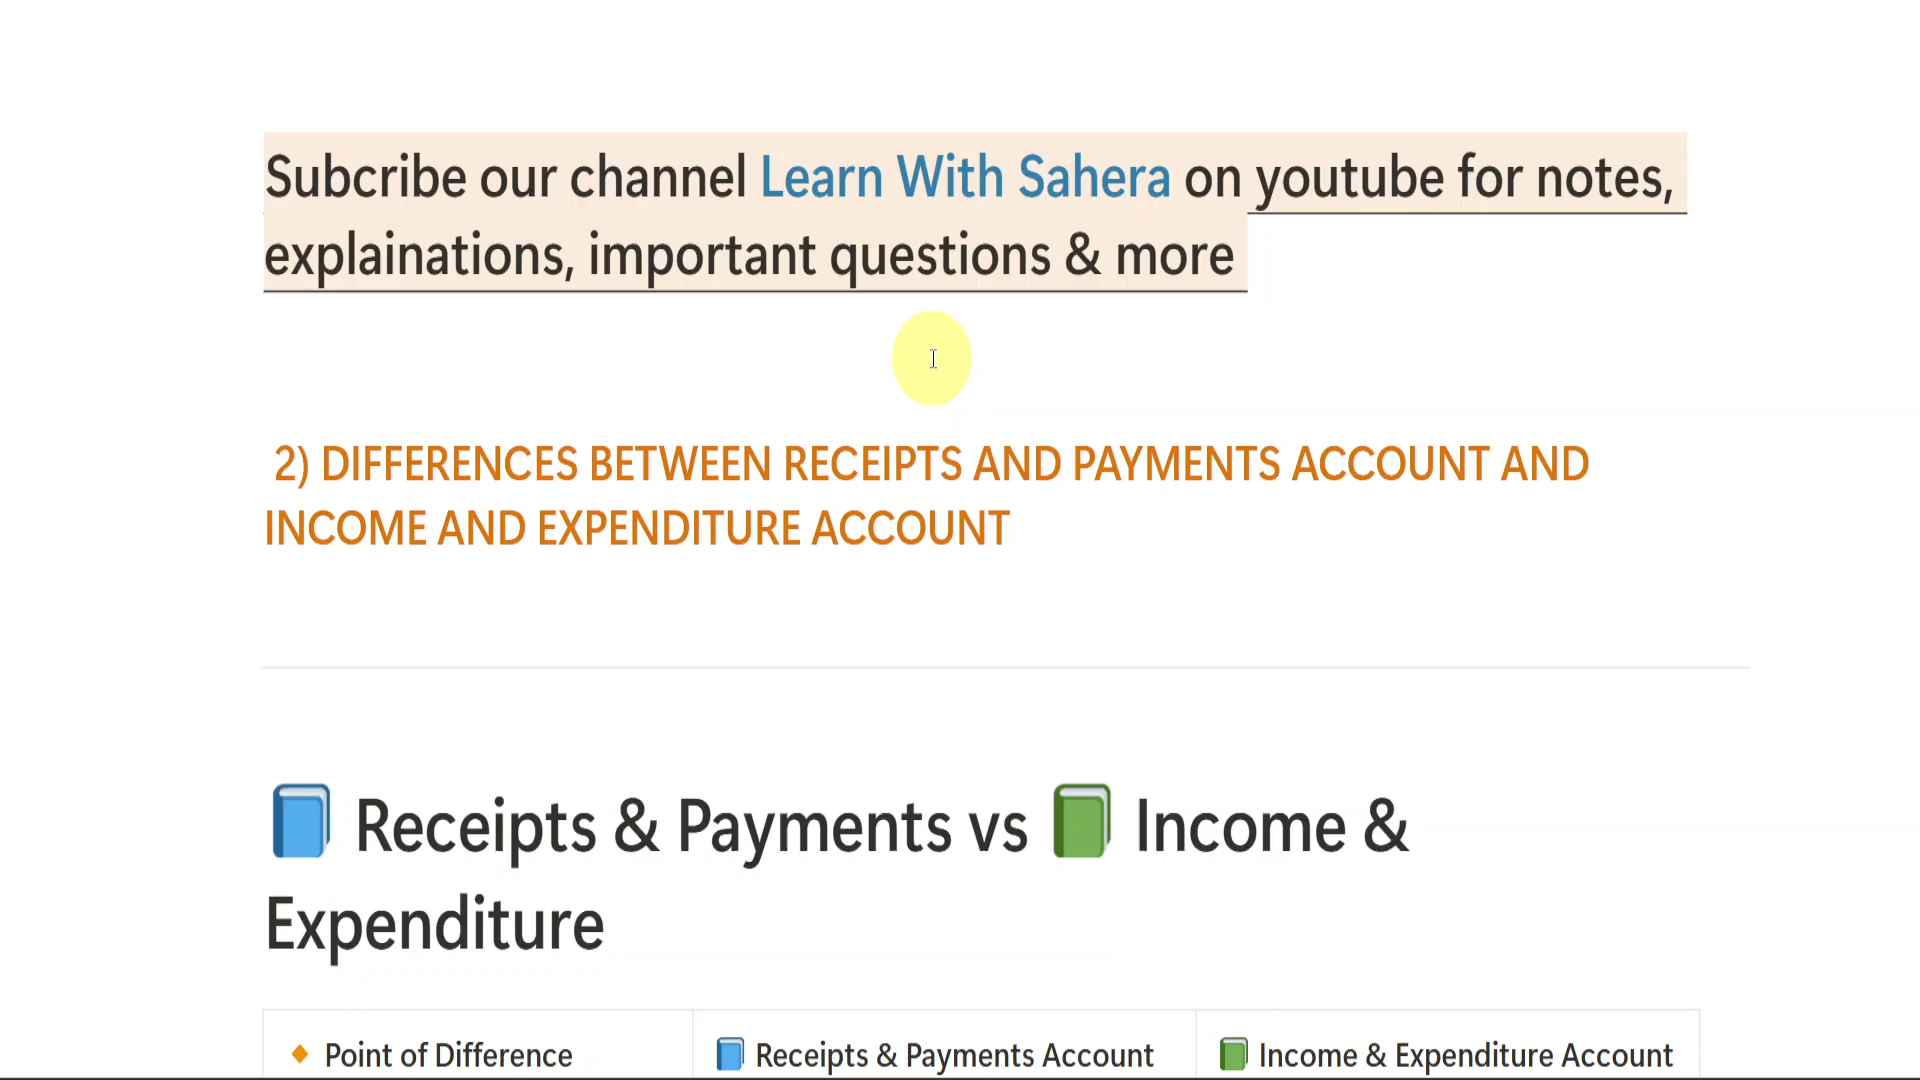 Subcribe our channel Learn With Sahera on youtube for notes,
explainations, important questions & more
2) DIFFERENCES BETWEEN RECEIPTS AND PAYMENTS ACCOUNT AND
INCOME AND EXPENDITURE ACCOUNT
📘 Receipts & Payments vs 📗 Income &
Expenditure
🔸 Point of Difference 📘 Receipts & Payments Account 📗 Income & Expenditure Account